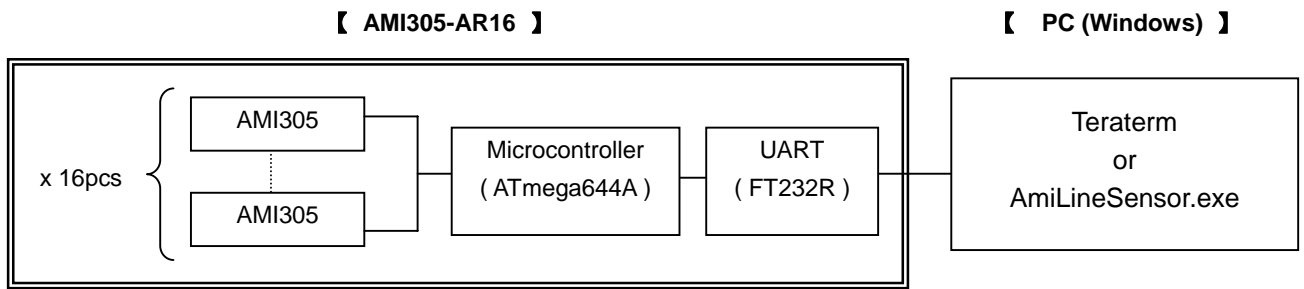 【 AMI305-AR16 】
【 PC (Windows) 】
x 16pcs
AMI305
AMI305
Microcontroller
( ATmega644A )
UART
( FT232R )
Teraterm
or
AmiLineSensor.exe